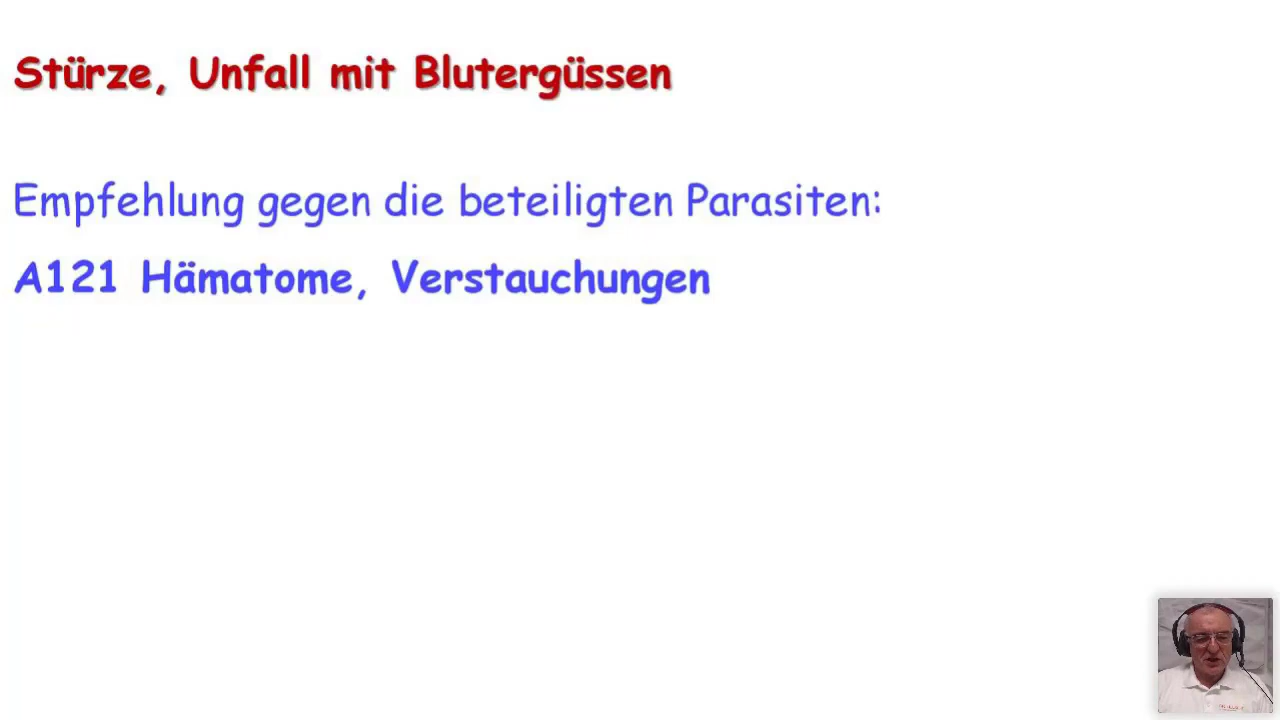 Stürze, Unfall mit Blutergüssen
Empfehlung gegen die beteiligten Parasiten:
A121 Hämatome, Verstauchungen